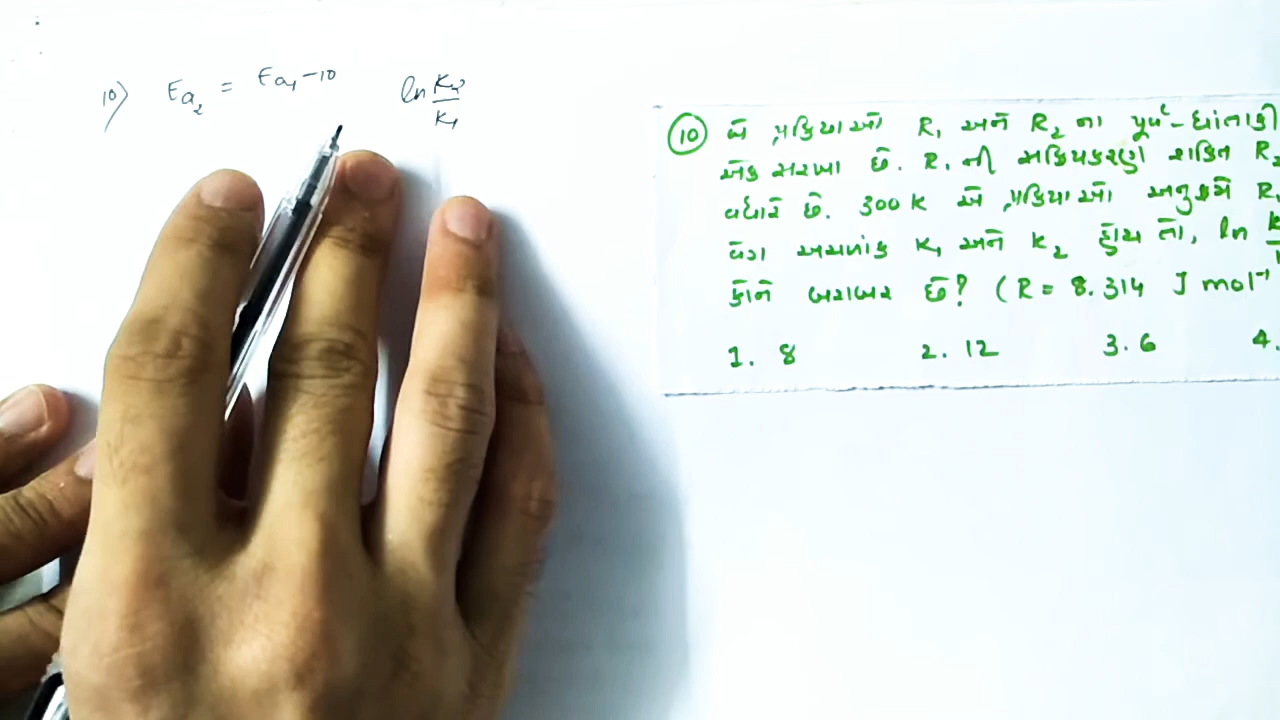 10) Ea₂ = Ea₁ -10 ln K₂/K₁
(10) બે પ્રક્રિયાઓ R₁ અને R₂ ના પૂર્વ-ઘાતાંકી
એક સરખા છે. R₁ ની સક્રિયકરણ શક્તિ R₂
વધારે છે. 300 K એ પ્રક્રિયાઓ અનુક્રમે R₁
વેગ અચળાંક K₁ અને K₂ હોય તો, ln K
કોને બરાબર છે? (R = 8.314 J mol⁻¹
1. 8 2. 12 3. 6 4.